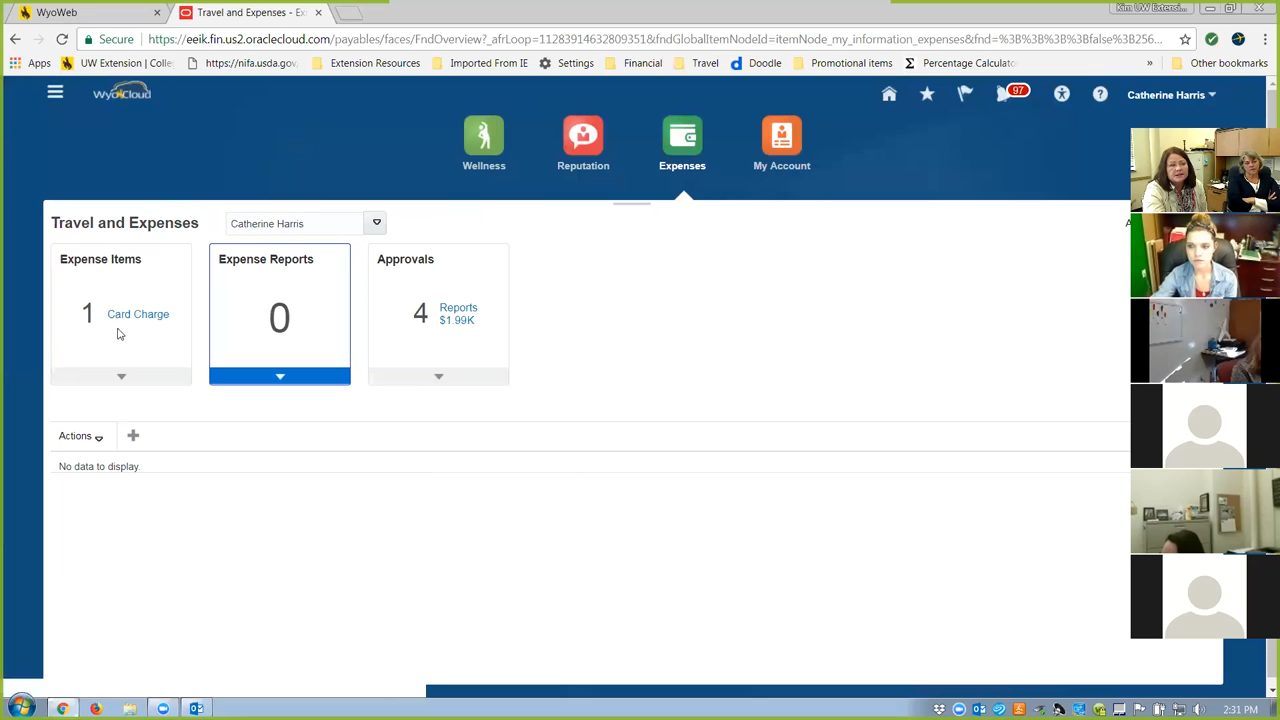 WyoWeb
Travel and Expenses - Ex
Kim UW Extensi...
Secure
https://eeik.fin.us2.oraclecloud.com/payables/faces/FndOverview?_afrLoop=112839146328093518&fndGlobalItemNodeId=itemNode_my_information_expenses&fnd=%3B%3B%3B%3Bfalse%3B256...
Apps
UW Extension | Colle
https://nifa.usda.gov
Extension Resources
Imported From IE
Settings
Financial
Doodle
Promotional items
Percentage Calculato
»
Other bookmarks
WyoCloud
97
Catherine Harris
Wellness
Reputation
Expenses
My Account
Travel and Expenses
Catherine Harris
Expense Items
1 Card Charge
Expense Reports
0
Approvals
4 Reports
$1.99K
Actions
No data to display.
2:31 PM